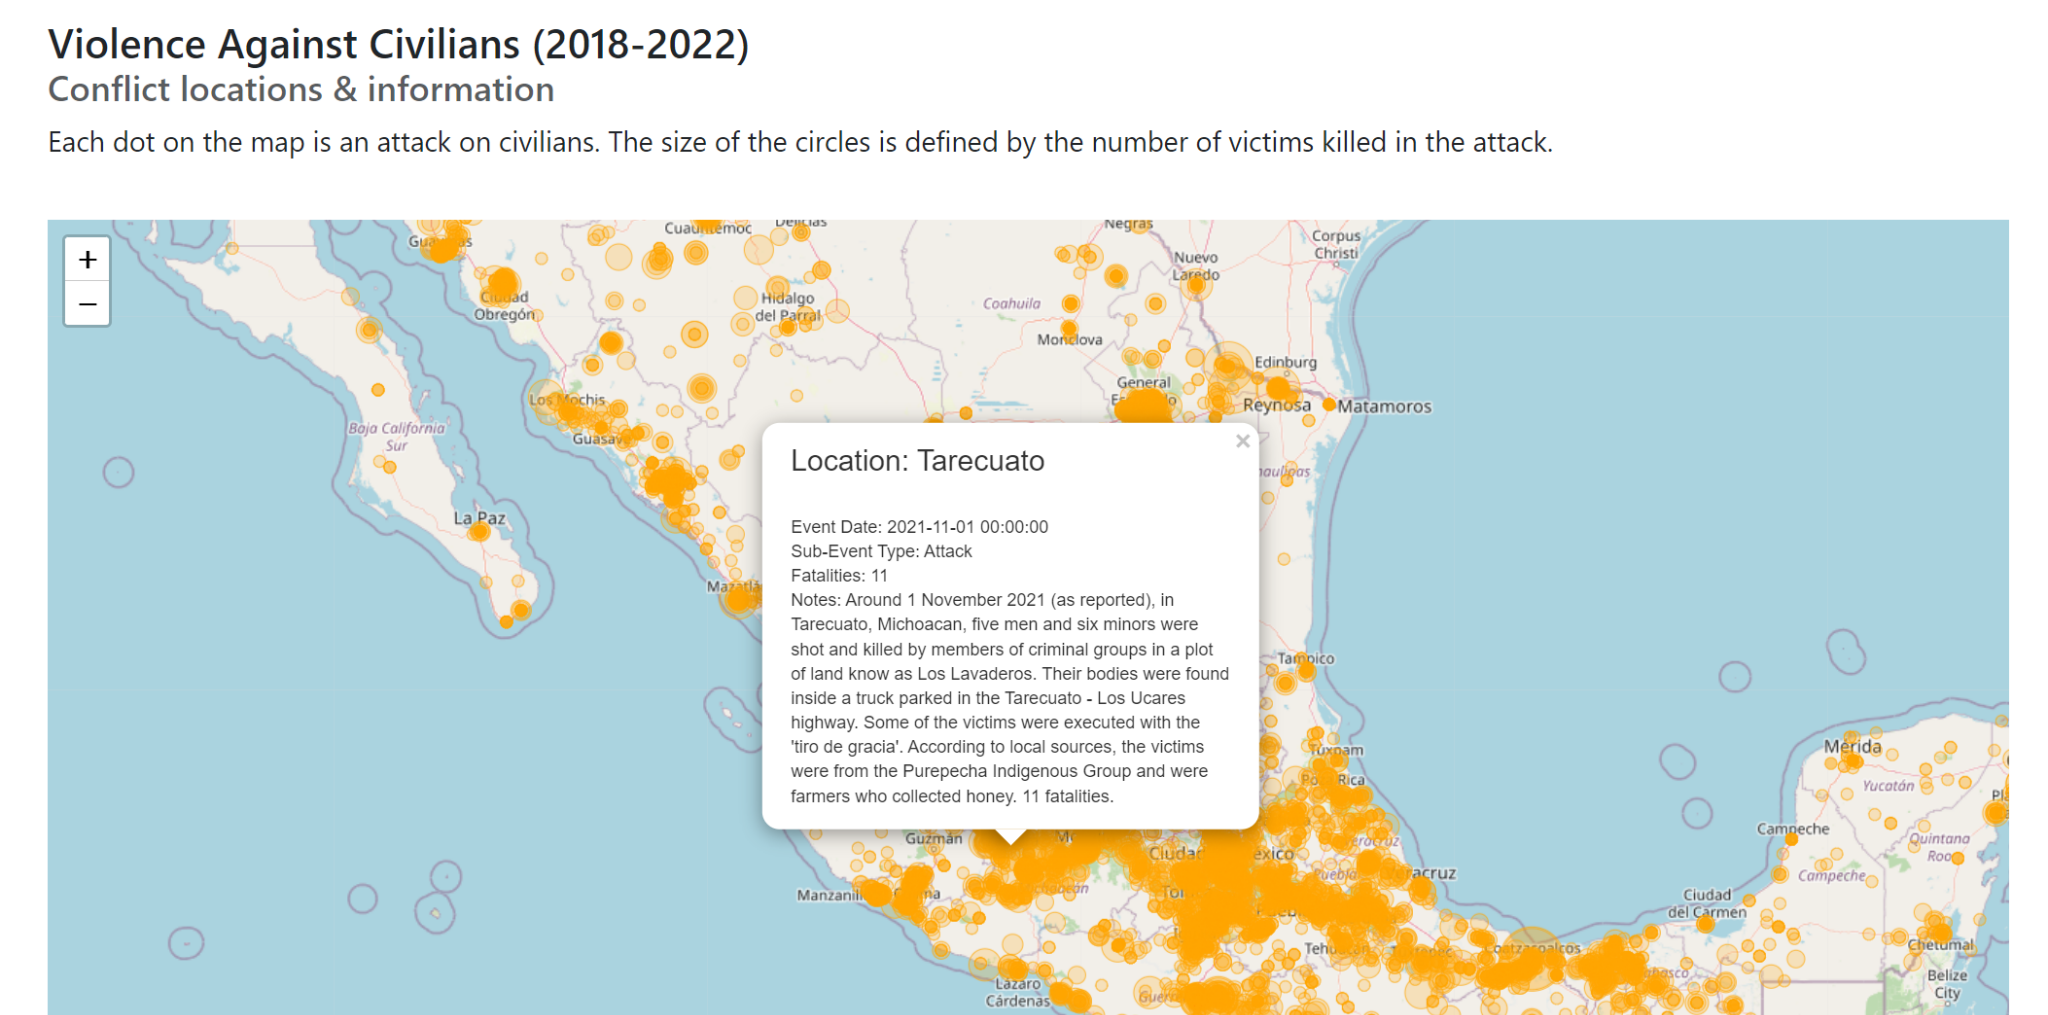 Violence Against Civilians (2018-2022)
Conflict locations & information
Each dot on the map is an attack on civilians. The size of the circles is defined by the number of victims killed in the attack.
+
−
Cuauhtemoc
Delicias
Negras
Corpus
Christi
Nuevo
Laredo
Ciudad
Obregón
Hidalgo
del Parral
Coahuila
Monclova
Edinburg
General
Reynosa
Matamoros
Los Mochis
Guasave
Baja California
Sur
La Paz
×
Location: Tarecuato
Event Date: 2021-11-01 00:00:00
Sub-Event Type: Attack
Fatalities: 11
Notes: Around 1 November 2021 (as reported), in
Tarecuato, Michoacan, five men and six minors were
shot and killed by members of criminal groups in a plot
of land know as Los Lavaderos. Their bodies were found
inside a truck parked in the Tarecuato - Los Ucares
highway. Some of the victims were executed with the
'tiro de gracia'. According to local sources, the victims
were from the Purepecha Indigenous Group and were
farmers who collected honey. 11 fatalities.
Tampico
Tuxpam
Mérida
Yucatán
Guzmán
Campeche
Quintana
Roo
Campeche
Ciudad
Puebla
Manzanillo
Ciudad
del Carmen
Coatzacoalcos
Chetumal
Belize
City
Lázaro
Cárdenas